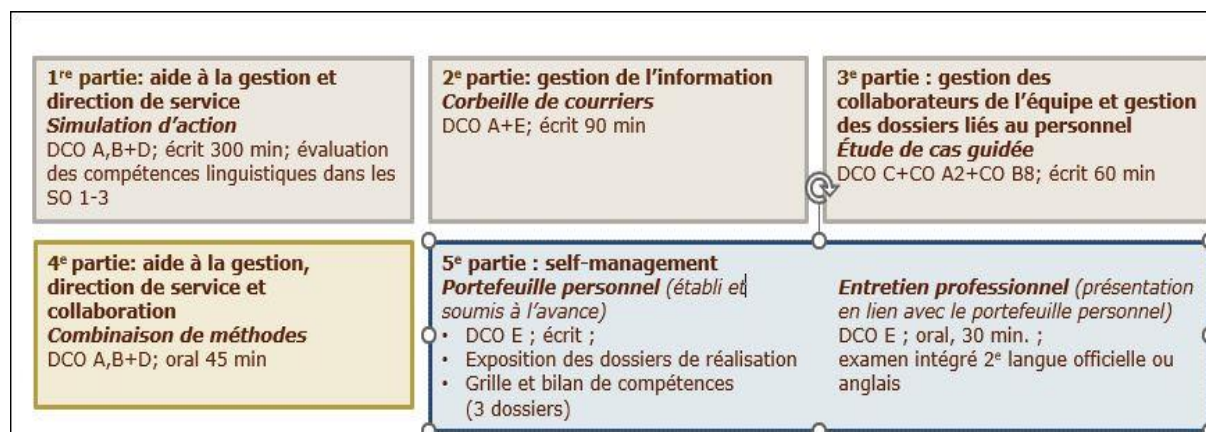 1re partie: aide à la gestion et
direction de service
Simulation d’action
DCO A,B+D; écrit 300 min; évaluation
des compétences linguistiques dans les
SO 1-3
2e partie: gestion de l’information
Corbeille de courriers
DCO A+E; écrit 90 min
3e partie : gestion des
collaborateurs de l’équipe et gestion
des dossiers liés au personnel
Étude de cas guidée
DCO C+CO A2+CO B8; écrit 60 min
4e partie: aide à la gestion,
direction de service et
collaboration
Combinaison de méthodes
DCO A,B+D; oral 45 min
5e partie : self-management
Portefeuille personnel (établi et
soumis à l’avance)
• DCO E ; écrit ;
• Exposition des dossiers de réalisation
• Grille et bilan de compétences
(3 dossiers)
Entretien professionnel (présentation
en lien avec le portefeuille personnel)
DCO E ; oral, 30 min. ;
examen intégré 2e langue officielle ou
anglais